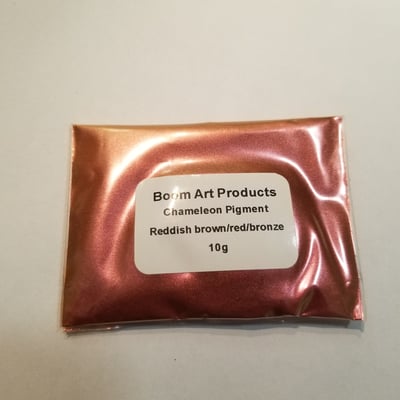 Boom Art Products
Chameleon Pigment
Reddish brown/red/bronze
10g